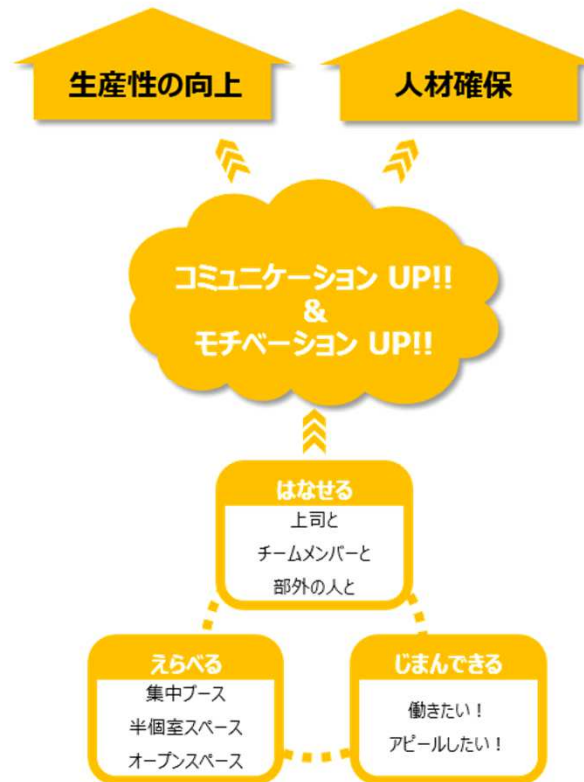 生産性の向上
人材確保
コミュニケーション UP!!
&
モチベーション UP!!
はなせる
上司と
チームメンバーと
部外の人と
えらべる
集中ブース
半個室スペース
オープンスペース
じまんできる
働きたい！
アピールしたい！